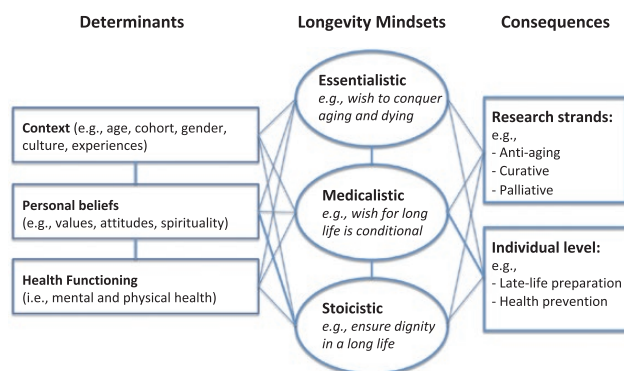 Determinants
Longevity Mindsets
Consequences
Context (e.g., age, cohort, gender,
culture, experiences)
Personal beliefs
(e.g., values, attitudes, spirituality)
Health Functioning
(i.e., mental and physical health)
Essentialistic
e.g., wish to conquer
aging and dying
Medicalistic
e.g., wish for long
life is conditional
Stoicistic
e.g., ensure dignity
in a long life
Research strands:
e.g.,
- Anti-aging
- Curative
- Palliative
Individual level:
e.g.,
- Late-life preparation
- Health prevention